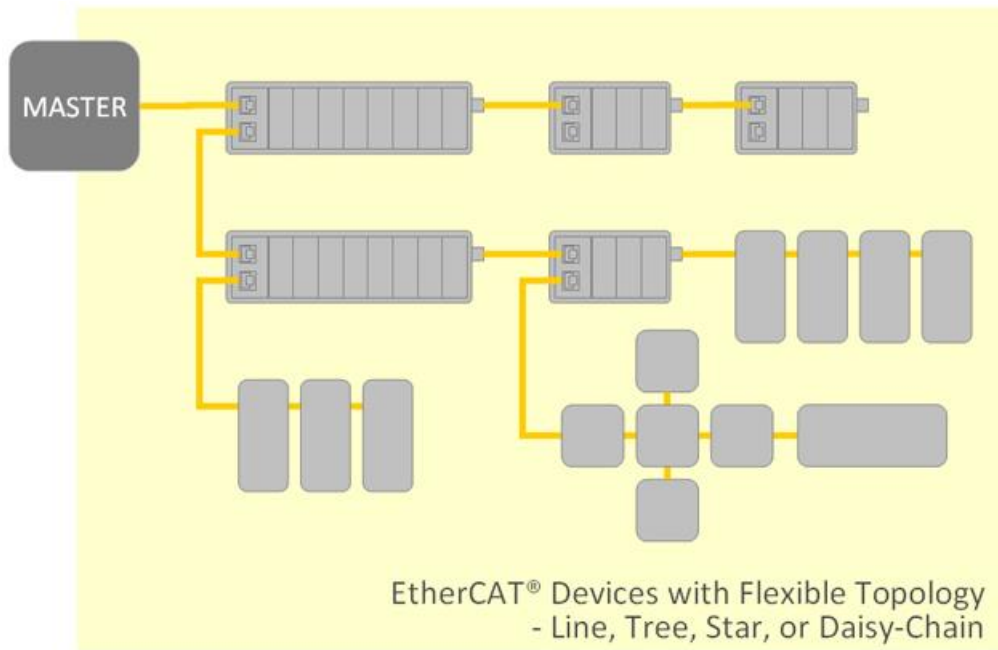 MASTER
EtherCAT® Devices with Flexible Topology
- Line, Tree, Star, or Daisy-Chain